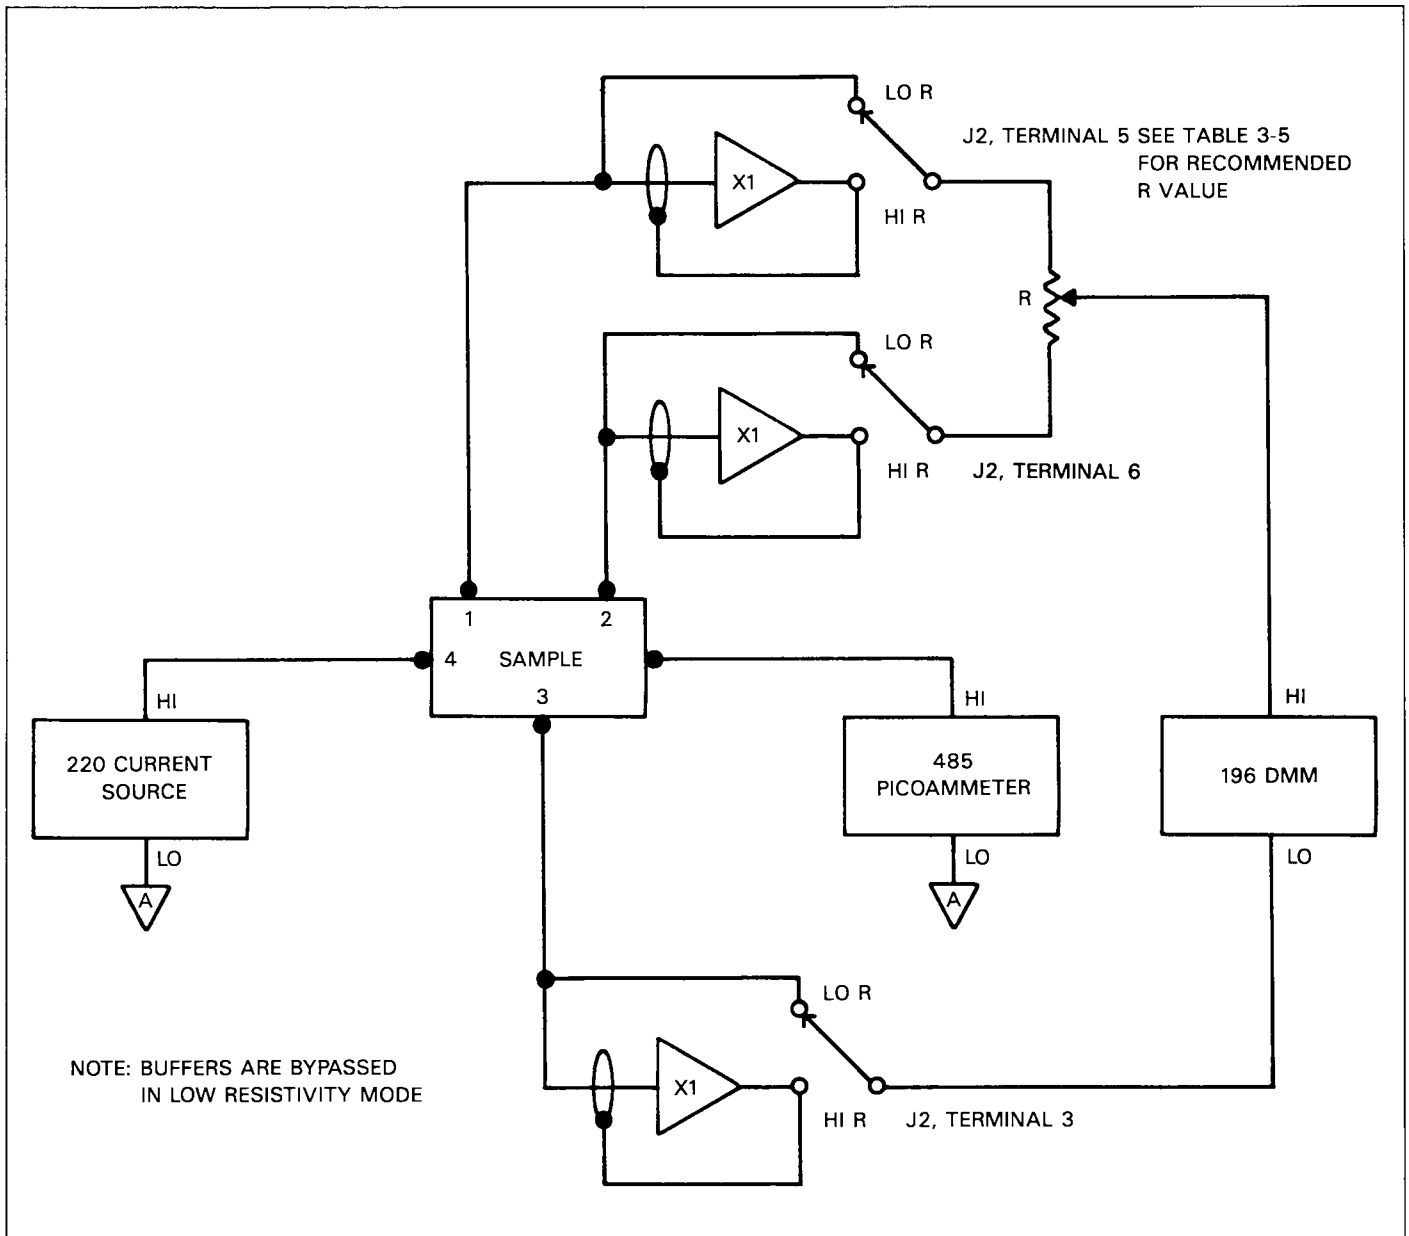 LO R
J2, TERMINAL 5 SEE TABLE 3-5
FOR RECOMMENDED
R VALUE
X1
HI R
R
LO R
X1
HI R
J2, TERMINAL 6
1
2
4
SAMPLE
3
HI
HI
HI
220 CURRENT
SOURCE
485
PICOAMMETER
196 DMM
LO
LO
LO
A
A
LO R
NOTE: BUFFERS ARE BYPASSED
IN LOW RESISTIVITY MODE
X1
HI R
J2, TERMINAL 3